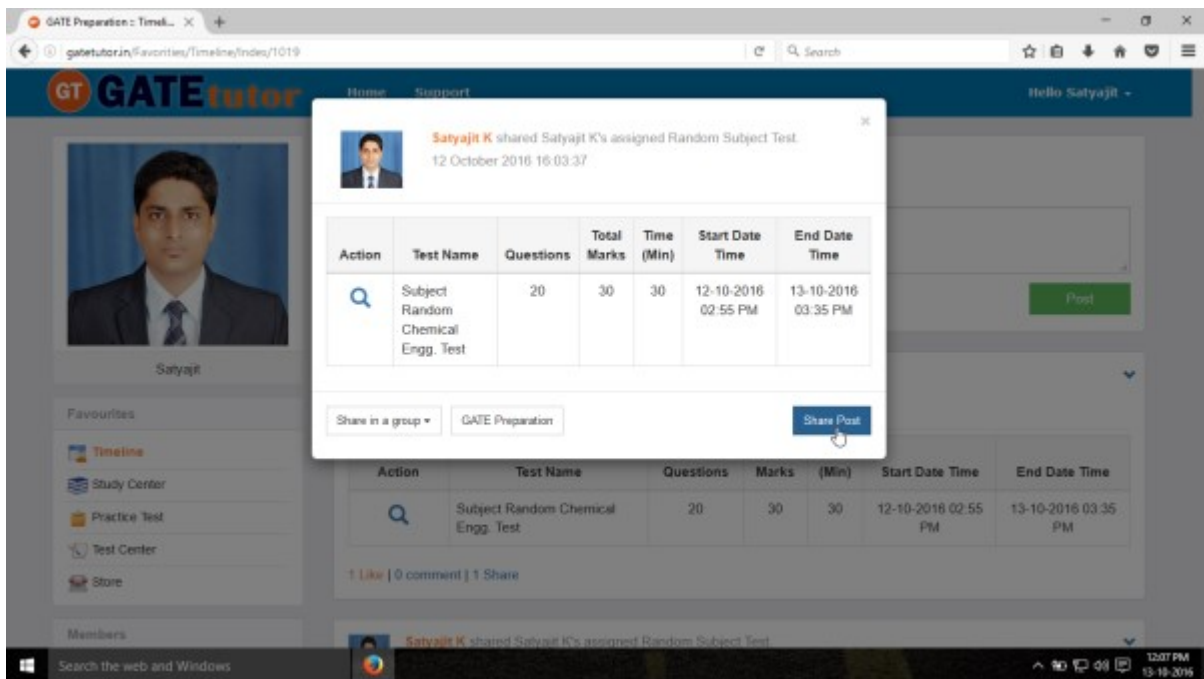 GATE Preparation :: Timeli...
gatetutor.in/Favorities/Timeline/Index/1019
Search
GT GATEtutor
Home Support
Hello Satyajit
Satyajit K shared Satyajit K's assigned Random Subject Test.
12 October 2016 16:03:37
×
Action Test Name Questions Total Marks Time (Min) Start Date Time End Date Time
Subject Random Chemical Engg. Test 20 30 30 12-10-2016 02:55 PM 13-10-2016 03:35 PM
Share in a group GATE Preparation Share Post
Post
Satyajit
Favourites
Timeline
Study Center
Practice Test
Test Center
Store
Members
Action Test Name Questions Marks (Min) Start Date Time End Date Time
Subject Random Chemical Engg. Test 20 30 30 12-10-2016 02:55 PM 13-10-2016 03:35 PM
1 Like | 0 comment | 1 Share
Satyajit K shared Satyajit K's assigned Random Subject Test.
Search the web and Windows
12:07 PM
13-10-2016